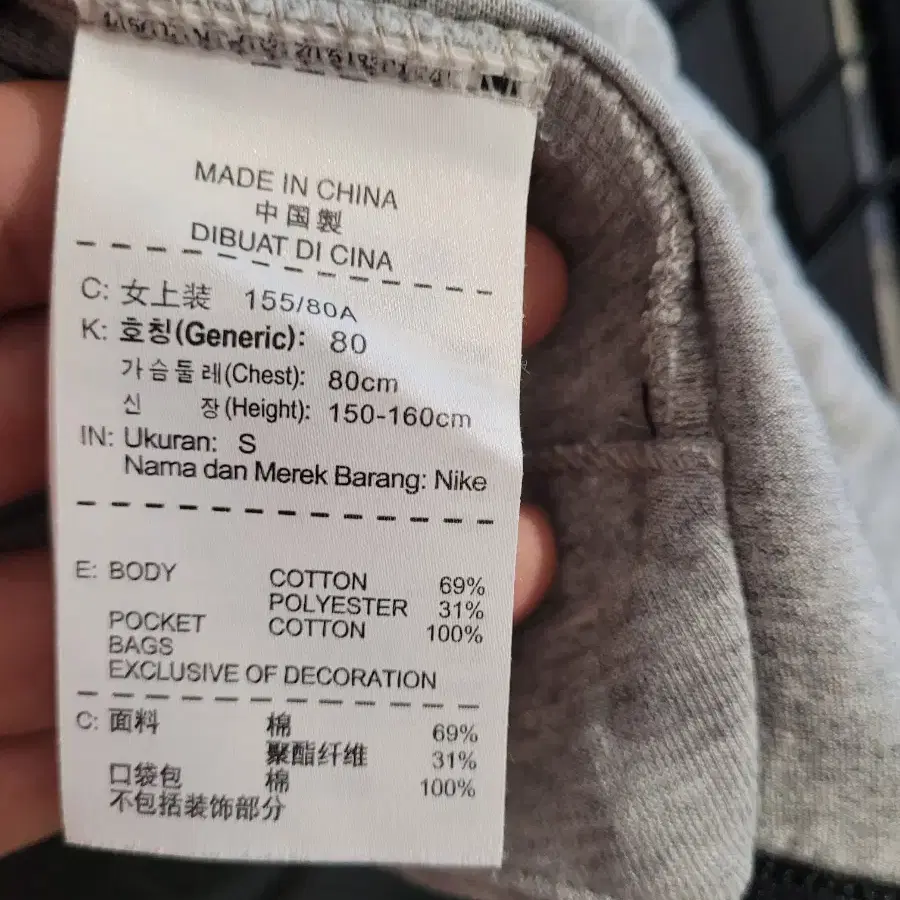 MADE IN CHINA
中国製
DIBUAT DI CINA
C: 女上装 155/80A
K: 호칭(Generic): 80
가슴둘레(Chest): 80cm
신 장(Height): 150-160cm
IN: Ukuran: S
Nama dan Merek Barang: Nike
E: BODY COTTON 69%
POLYESTER 31%
POCKET COTTON 100%
BAGS
EXCLUSIVE OF DECORATION
C: 面料 棉 69%
聚酯纤维 31%
口袋包 棉 100%
不包括装饰部分